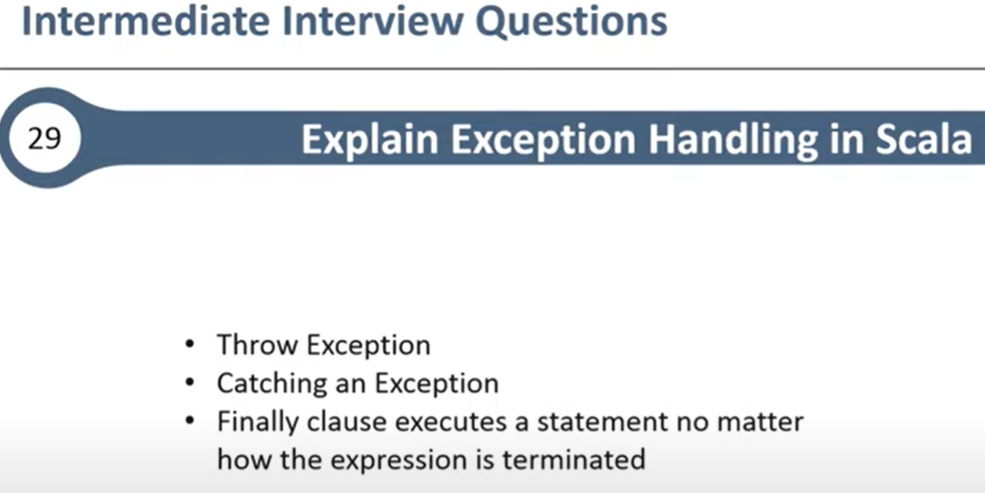 Intermediate Interview Questions
29
Explain Exception Handling in Scala
• Throw Exception
• Catching an Exception
• Finally clause executes a statement no matter
how the expression is terminated